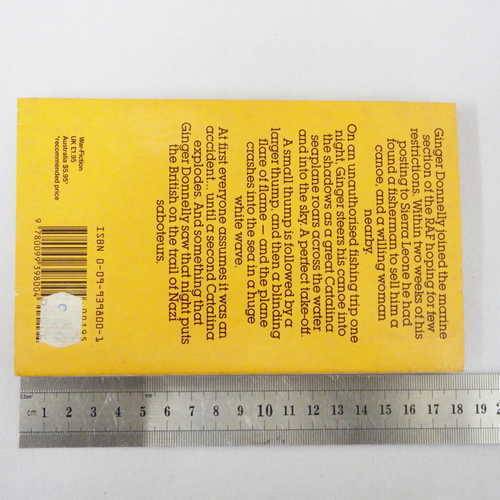 Ginger Donnelly joined the marine
section of the RAF hoping for few
restrictions. Within two weeks of his
posting to Sierra Leone he had
found a fisherman to sell him a
canoe, and a willing woman
nearby.
On an unauthorised fishing trip one
night, Ginger steers his canoe into
the shadows as a great Catalina
seaplane roars across the water
and into the sky. A perfect take-off.
A small thump is followed by a
larger thump and then a blinding
flare of flame — and the plane
crashes into the sea in a huge
white wave.
At first everyone assumes it was an
accident... until a second Catalina
explodes. And something that
Ginger Donnelly saw that night puts
the British on the trail of Nazi
saboteurs.
War-Fiction
UK £1.95
Australia $5.95*
*recommended price
ISBN 0-09-939800-1
00195
9 780099 398004
cm 1 2 3 4 5 6 7 8 9 10 11 12 13 14 15 16 17 18 19